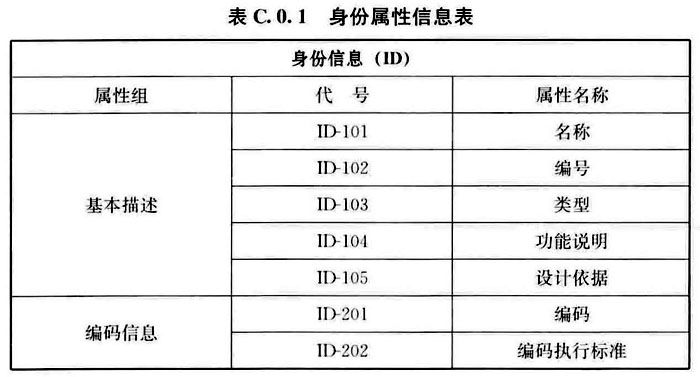 表 C.0.1 身份属性信息表
身份信息（ID）
属性组 代 号 属性名称
基本描述 ID-101 名称
ID-102 编号
ID-103 类型
ID-104 功能说明
ID-105 设计依据
编码信息 ID-201 编码
ID-202 编码执行标准